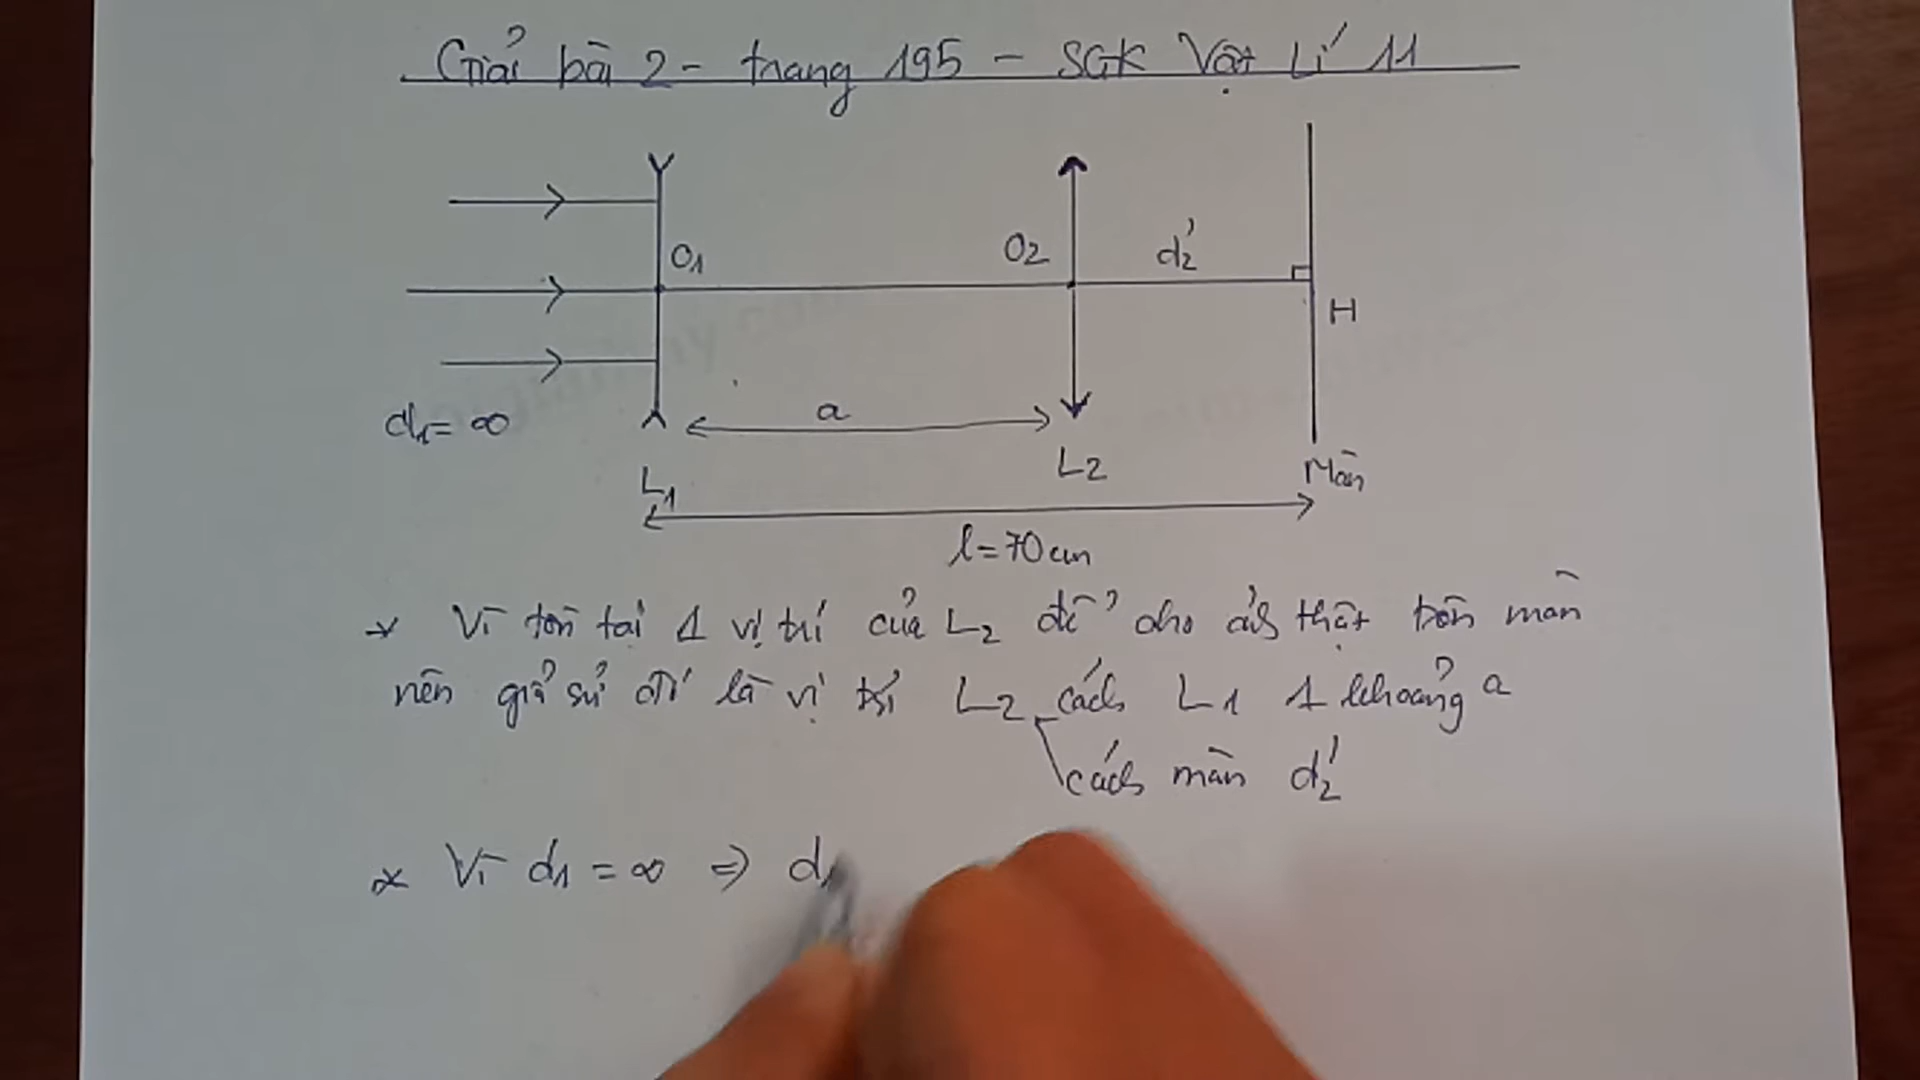 Giải bài 2 - trang 195 - SGK Vật Lí 11
O1
O2
d2'
H
d1 = ∞
a
L1
L2
Màn
l = 70cm
* Vì tồn tại 1 vị trí của L2 để cho ảnh thật trên màn
nên giả sử đó là vị trí L2 cách L1 1 khoảng a
cách màn d2'
* Vì d1 = ∞ => d1